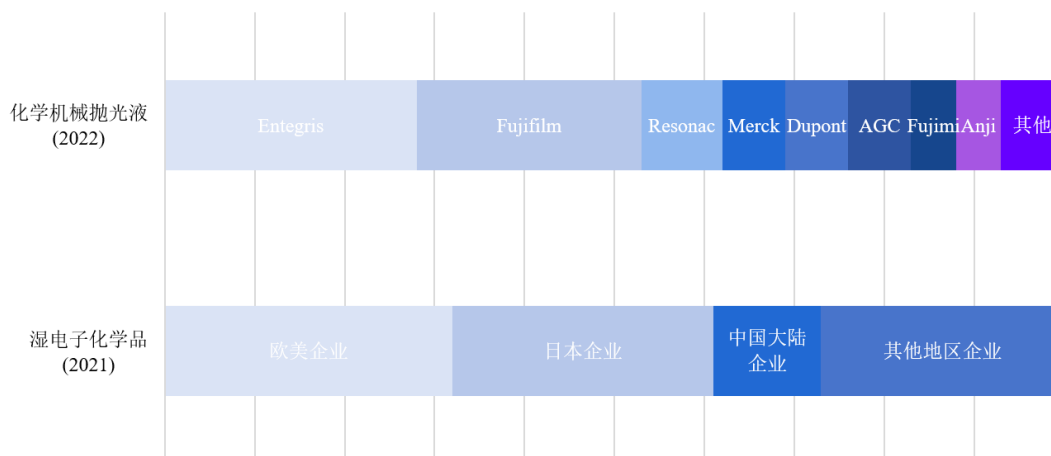 化学机械抛光液
(2022)
Entegris
Fujifilm
Resonac
Merck
Dupont
AGC
Fujimi
Anji
其他
湿电子化学品
(2021)
欧美企业
日本企业
中国大陆
企业
其他地区企业